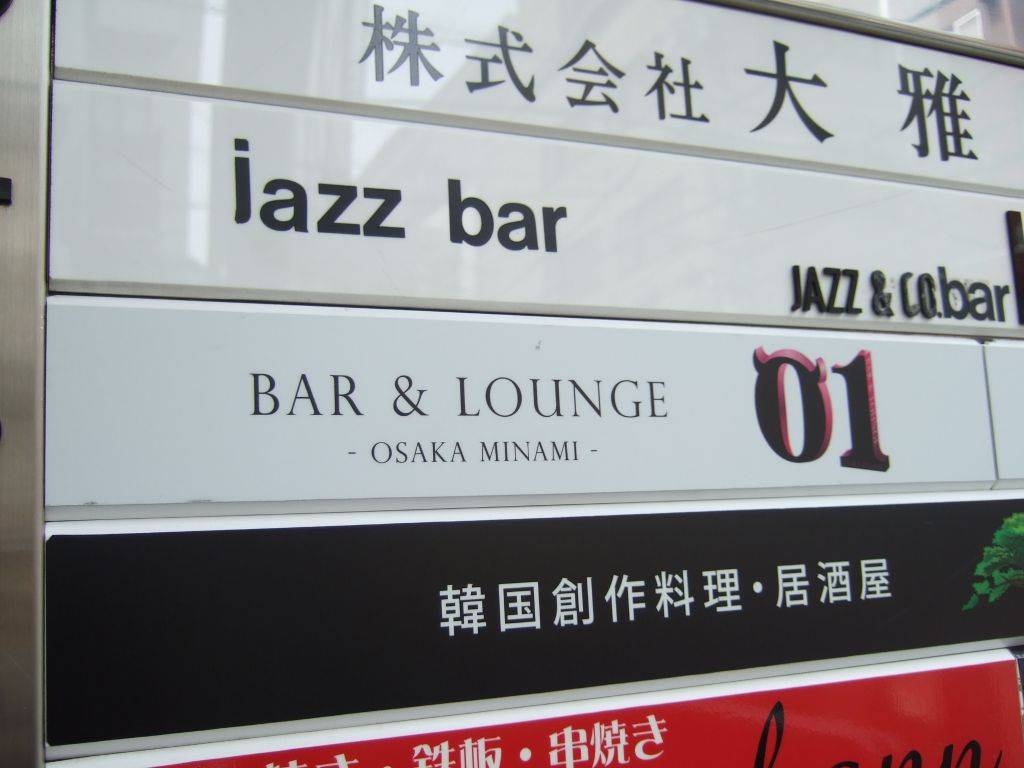 株式会社 大雅
jazz bar
JAZZ & CO.bar
BAR & LOUNGE
- OSAKA MINAMI -
01
韓国創作料理・居酒屋
・鉄板・串焼き